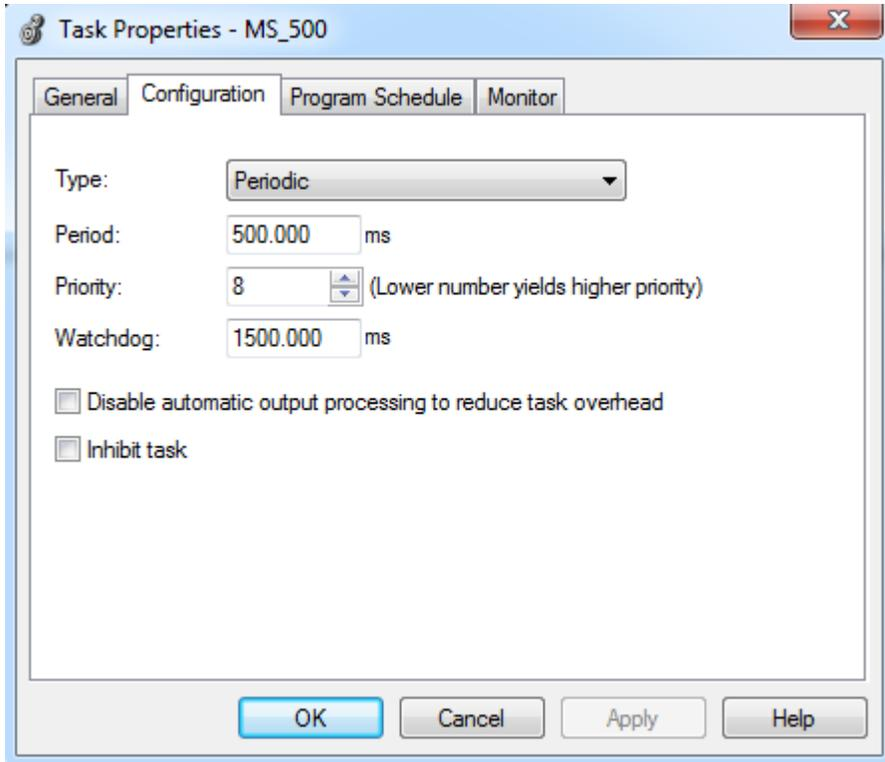 Task Properties - MS_500
General Configuration Program Schedule Monitor
Type: Periodic
Period: 500.000 ms
Priority: 8 (Lower number yields higher priority)
Watchdog: 1500.000 ms
Disable automatic output processing to reduce task overhead
Inhibit task
OK Cancel Apply Help